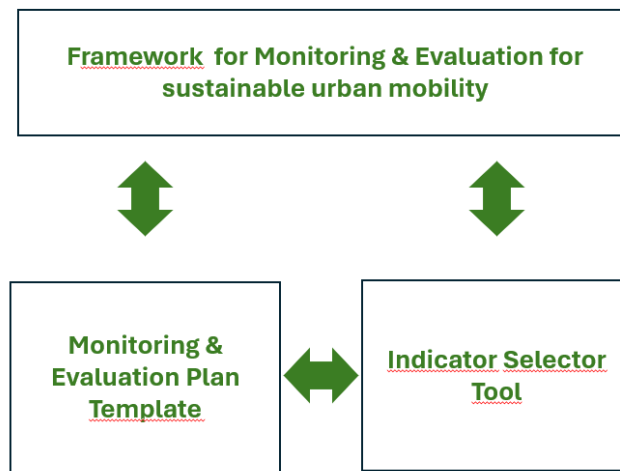 Framework for Monitoring & Evaluation for
sustainable urban mobility
Monitoring &
Evaluation Plan
Template
Indicator Selector
Tool